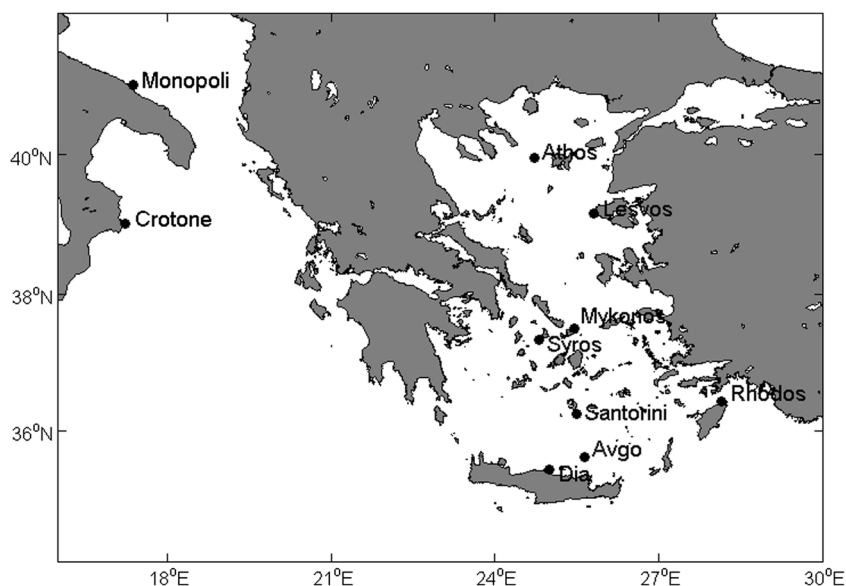 Monopoli
40°N
Athos
Lesvos
Crotone
38°N
Mykonos
Syros
Rhodos
Santorini
36°N
Avgo
Dia
18°E
21°E
24°E
27°E
30°E